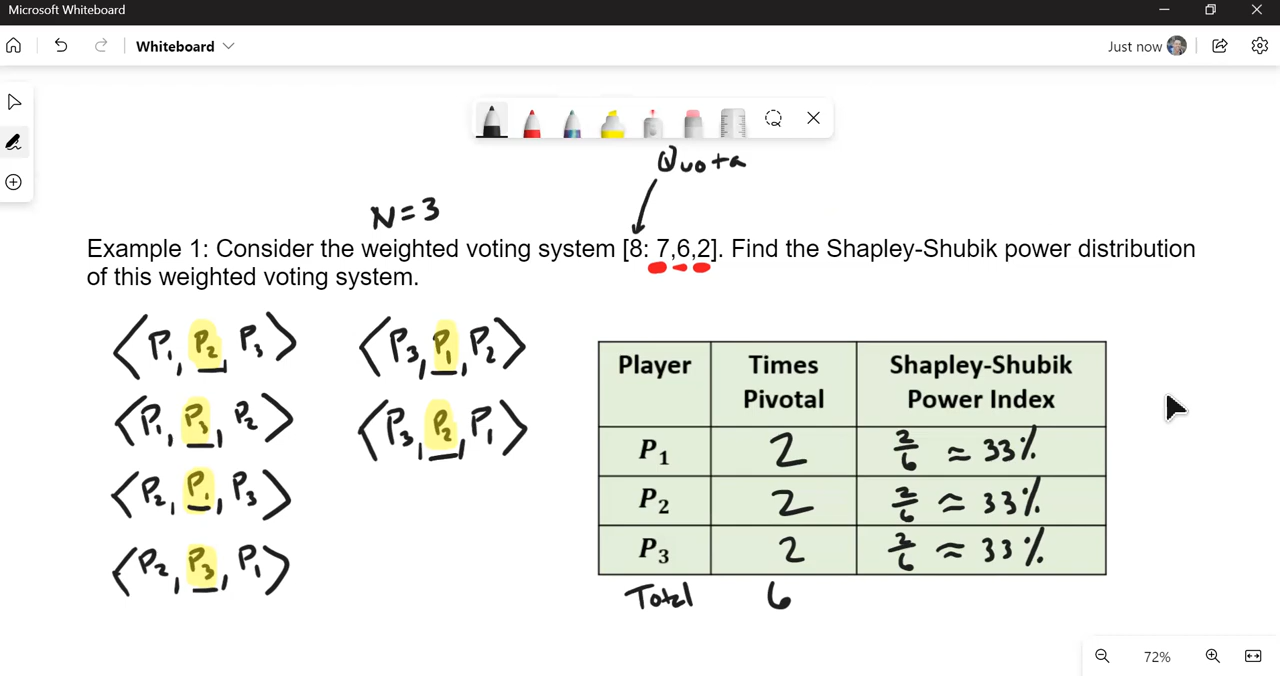 Microsoft Whiteboard
Whiteboard
Just now
Quota
N=3
Example 1: Consider the weighted voting system [8: 7,6,2]. Find the Shapley-Shubik power distribution
of this weighted voting system.
⟨P₁, P₂, P₃⟩
⟨P₁, P₃, P₂⟩
⟨P₂, P₁, P₃⟩
⟨P₂, P₃, P₁⟩
⟨P₃, P₁, P₂⟩
⟨P₃, P₂, P₁⟩
Player Times Pivotal Shapley-Shubik Power Index
P₁ 2 2/6 ≈ 33%
P₂ 2 2/6 ≈ 33%
P₃ 2 2/6 ≈ 33%
Total 6
72%